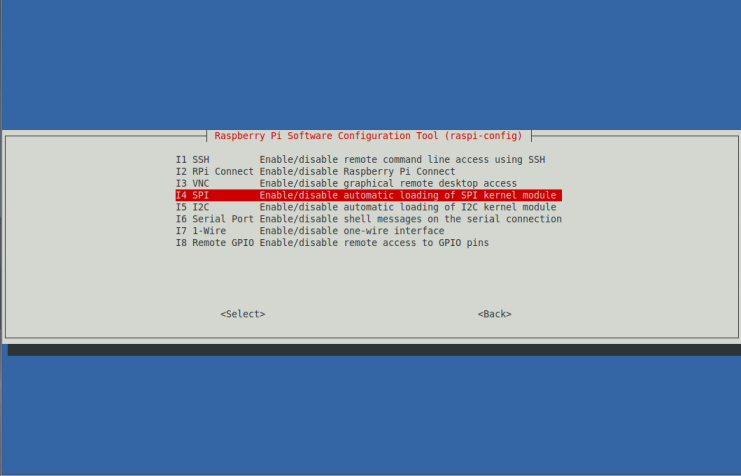 Raspberry Pi Software Configuration Tool (raspi-config)
I1 SSH Enable/disable remote command line access using SSH
I2 RPi Connect Enable/disable Raspberry Pi Connect
I3 VNC Enable/disable graphical remote desktop access
I4 SPI Enable/disable automatic loading of SPI kernel module
I5 I2C Enable/disable automatic loading of I2C kernel module
I6 Serial Port Enable/disable shell messages on the serial connection
I7 1-Wire Enable/disable one-wire interface
I8 Remote GPIO Enable/disable remote access to GPIO pins
<Select> <Back>